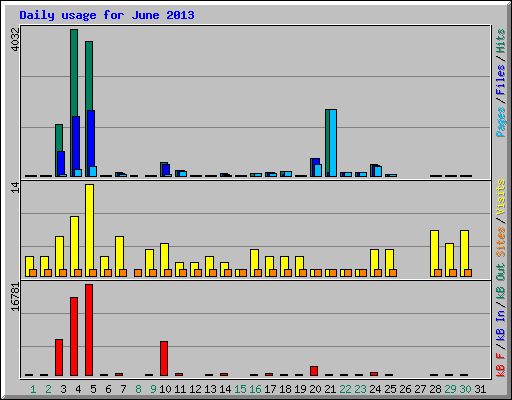 Daily usage for June 2013
4032
Pages / Files / Hits
14
Sites / Visits
16781
kB F / kB In / kB Out
1 2 3 4 5 6 7 8 9 10 11 12 13 14 15 16 17 18 19 20 21 22 23 24 25 26 27 28 29 30 31